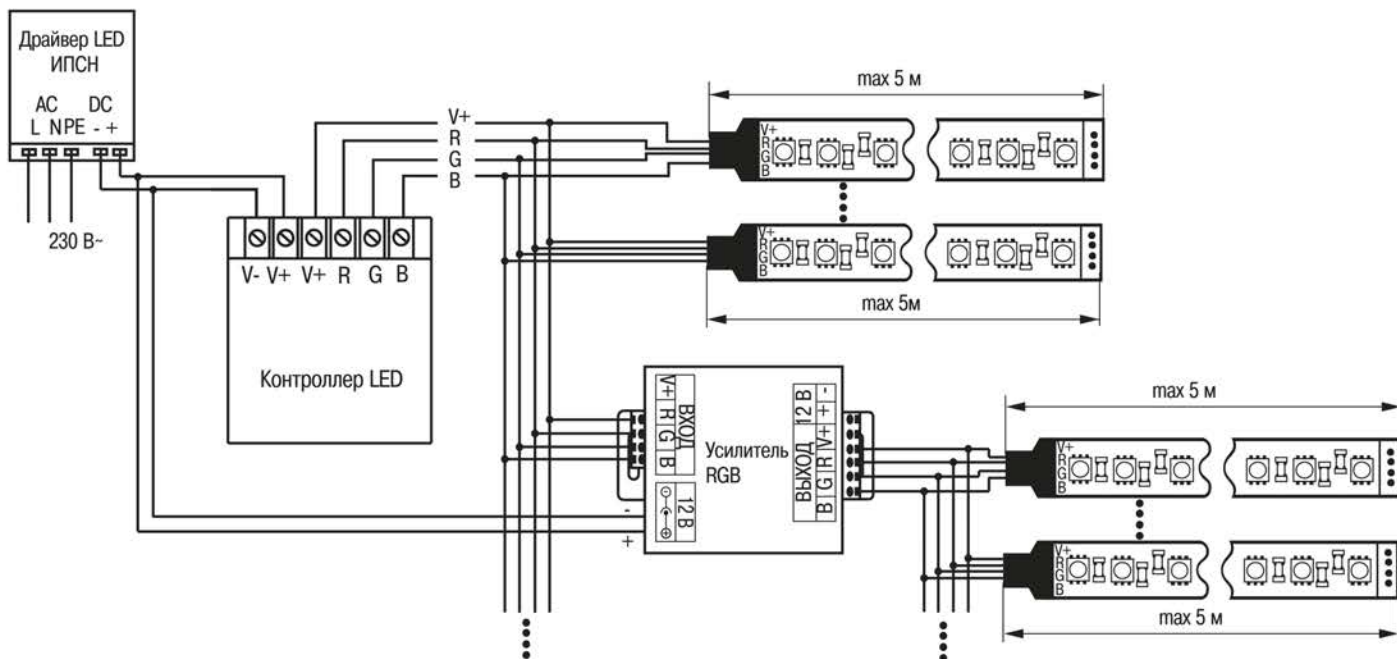 Драйвер LED
ИПСН
AC DC
L N PE - +
230 В~
V- V+ V+ R G B
Контроллер LED
V+
R
G
B
max 5 м
V+
R
G
B
V+
R
G
B
max 5м
V+ R G B
ВХОД
- +
12 В
Усилитель
RGB
12 В
+ -
ВЫХОД
B G R V+
max 5 м
V+
R
G
B
V+
R
G
B
max 5 м